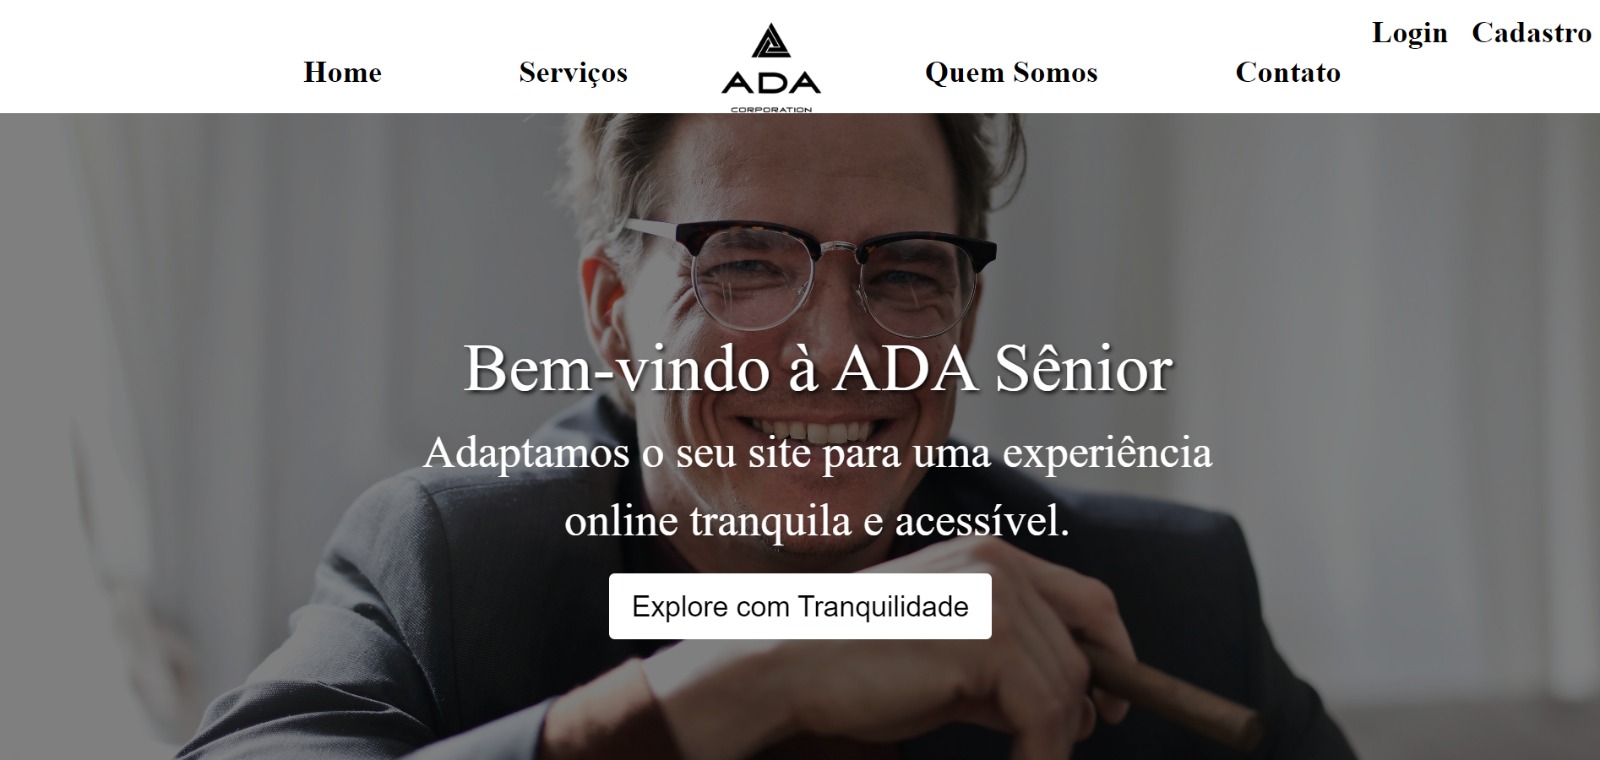 Login Cadastro
Home Serviços ADA Quem Somos Contato
CORPORATION
Bem-vindo à ADA Sênior
Adaptamos o seu site para uma experiência
online tranquila e acessível.
Explore com Tranquilidade